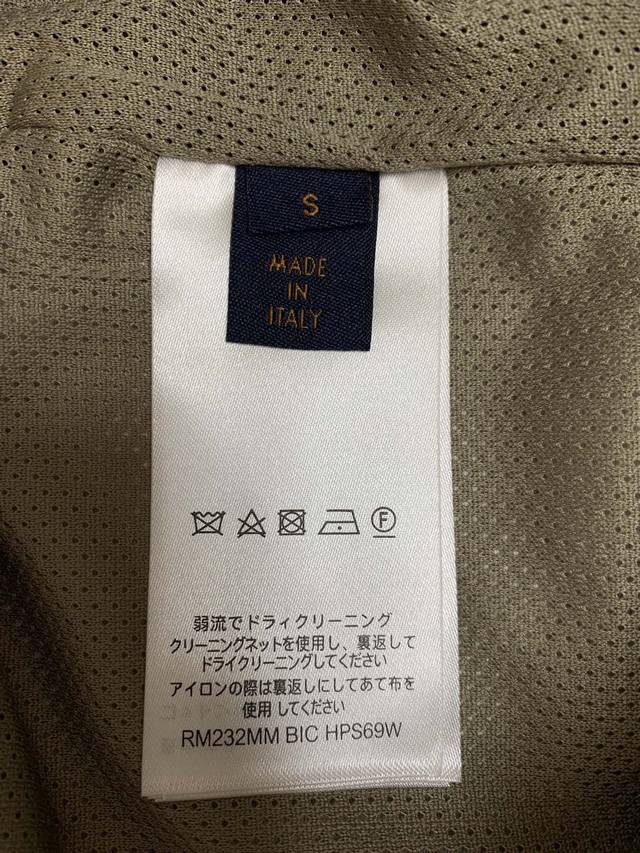 S
MADE
IN
ITALY
F
弱流でドラィクリーニング
クリーニングネットを使用し、裏返して
ドライクリーニングしてください
アイロンの際は裏返しにしてあて布を
使用 してください
RM232MM BIC HPS69W